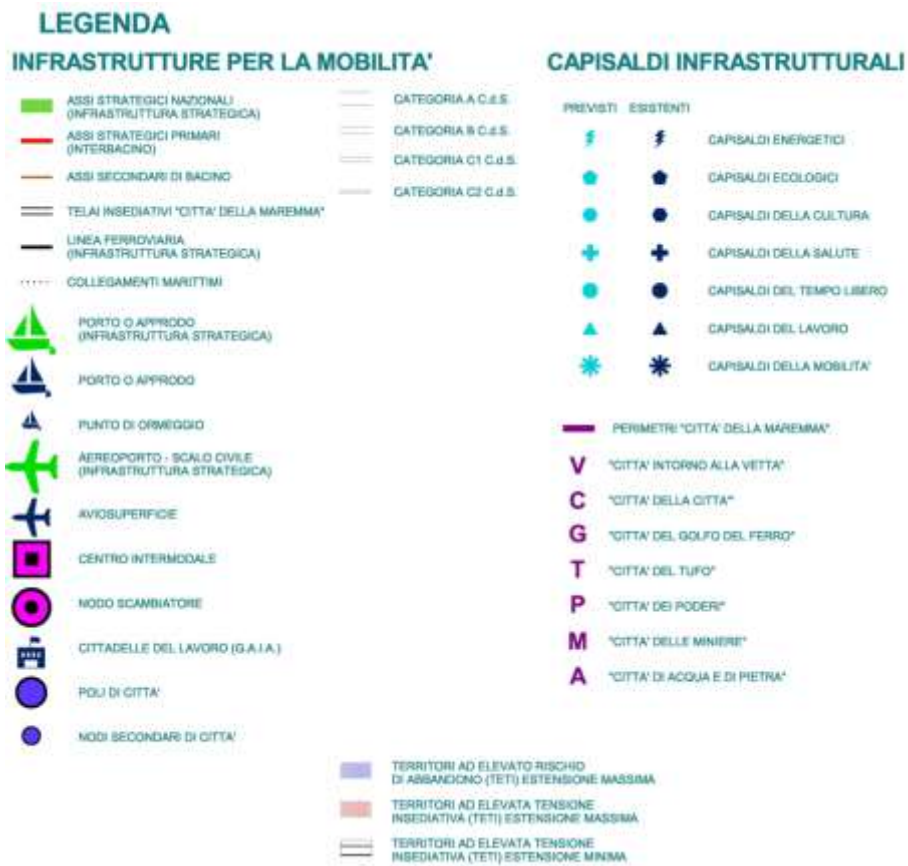 LEGENDA
INFRASTRUTTURE PER LA MOBILITA'
ASSI STRATEGICI NAZIONALI
(INFRASTRUTTURA STRATEGICA)
ASSI STRATEGICI PRIMARI
(INTERBACINO)
ASSI SECONDARI DI BACINO
TELAI INSEDIATIVI "CITTA' DELLA MAREMMA"
LINEA FERROVIARIA
(INFRASTRUTTURA STRATEGICA)
COLLEGAMENTI MARITTIMI
PORTO O APPRODO
(INFRASTRUTTURA STRATEGICA)
PORTO O APPRODO
PUNTO DI ORMEGGIO
AEREOPORTO - SCALO CIVILE
(INFRASTRUTTURA STRATEGICA)
AVIOSUPERFICIE
CENTRO INTERMODALE
NODO SCAMBIATORE
CITTADELLE DEL LAVORO (G.A.I.A.)
POLI DI CITTA'
NODI SECONDARI DI CITTA'
CATEGORIA A C.d.S.
CATEGORIA B C.d.S.
CATEGORIA C1 C.d.S.
CATEGORIA C2 C.d.S.
CAPISALDI INFRASTRUTTURALI
PREVISTI ESISTENTI
CAPISALDI ENERGETICI
CAPISALDI ECOLOGICI
CAPISALDI DELLA CULTURA
CAPISALDI DELLA SALUTE
CAPISALDI DEL TEMPO LIBERO
CAPISALDI DEL LAVORO
CAPISALDI DELLA MOBILITA'
PERIMETRI "CITTA' DELLA MAREMMA"
V "CITTA' INTORNO ALLA VETTA"
C "CITTA' DELLA CITTA'"
G "CITTA' DEL GOLFO DEL FERRO"
T "CITTA' DEL TUFO"
P "CITTA' DEI PODERI"
M "CITTA' DELLE MINIERE"
A "CITTA' DI ACQUA E DI PIETRA"
TERRITORI AD ELEVATO RISCHIO
DI ABBANDONO (TETI) ESTENSIONE MASSIMA
TERRITORI AD ELEVATA TENSIONE
INSEDIATIVA (TETI) ESTENSIONE MASSIMA
TERRITORI AD ELEVATA TENSIONE
INSEDIATIVA (TETI) ESTENSIONE MINIMA